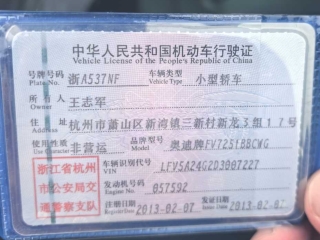 中华人民共和国机动车行驶证
Vehicle License of the People's Republic of China
号牌号码 浙A537NF 车辆类型 小型轿车
Plate No. Vehicle Type
所有人 王志军
Owner
住址 杭州市萧山区新湾镇三新村新龙3组17号
Address
使用性质 非营运 品牌型号 奥迪牌FV7251BBCWG
Use Character Model
浙江省杭州
市公安局交
通警察支队
车辆识别代号 LFV5A24G2D3007227
VIN
发动机号码 057592
Engine No.
注册日期 2013-02-07 发证日期 2013-02-07
Register Date Issue Date